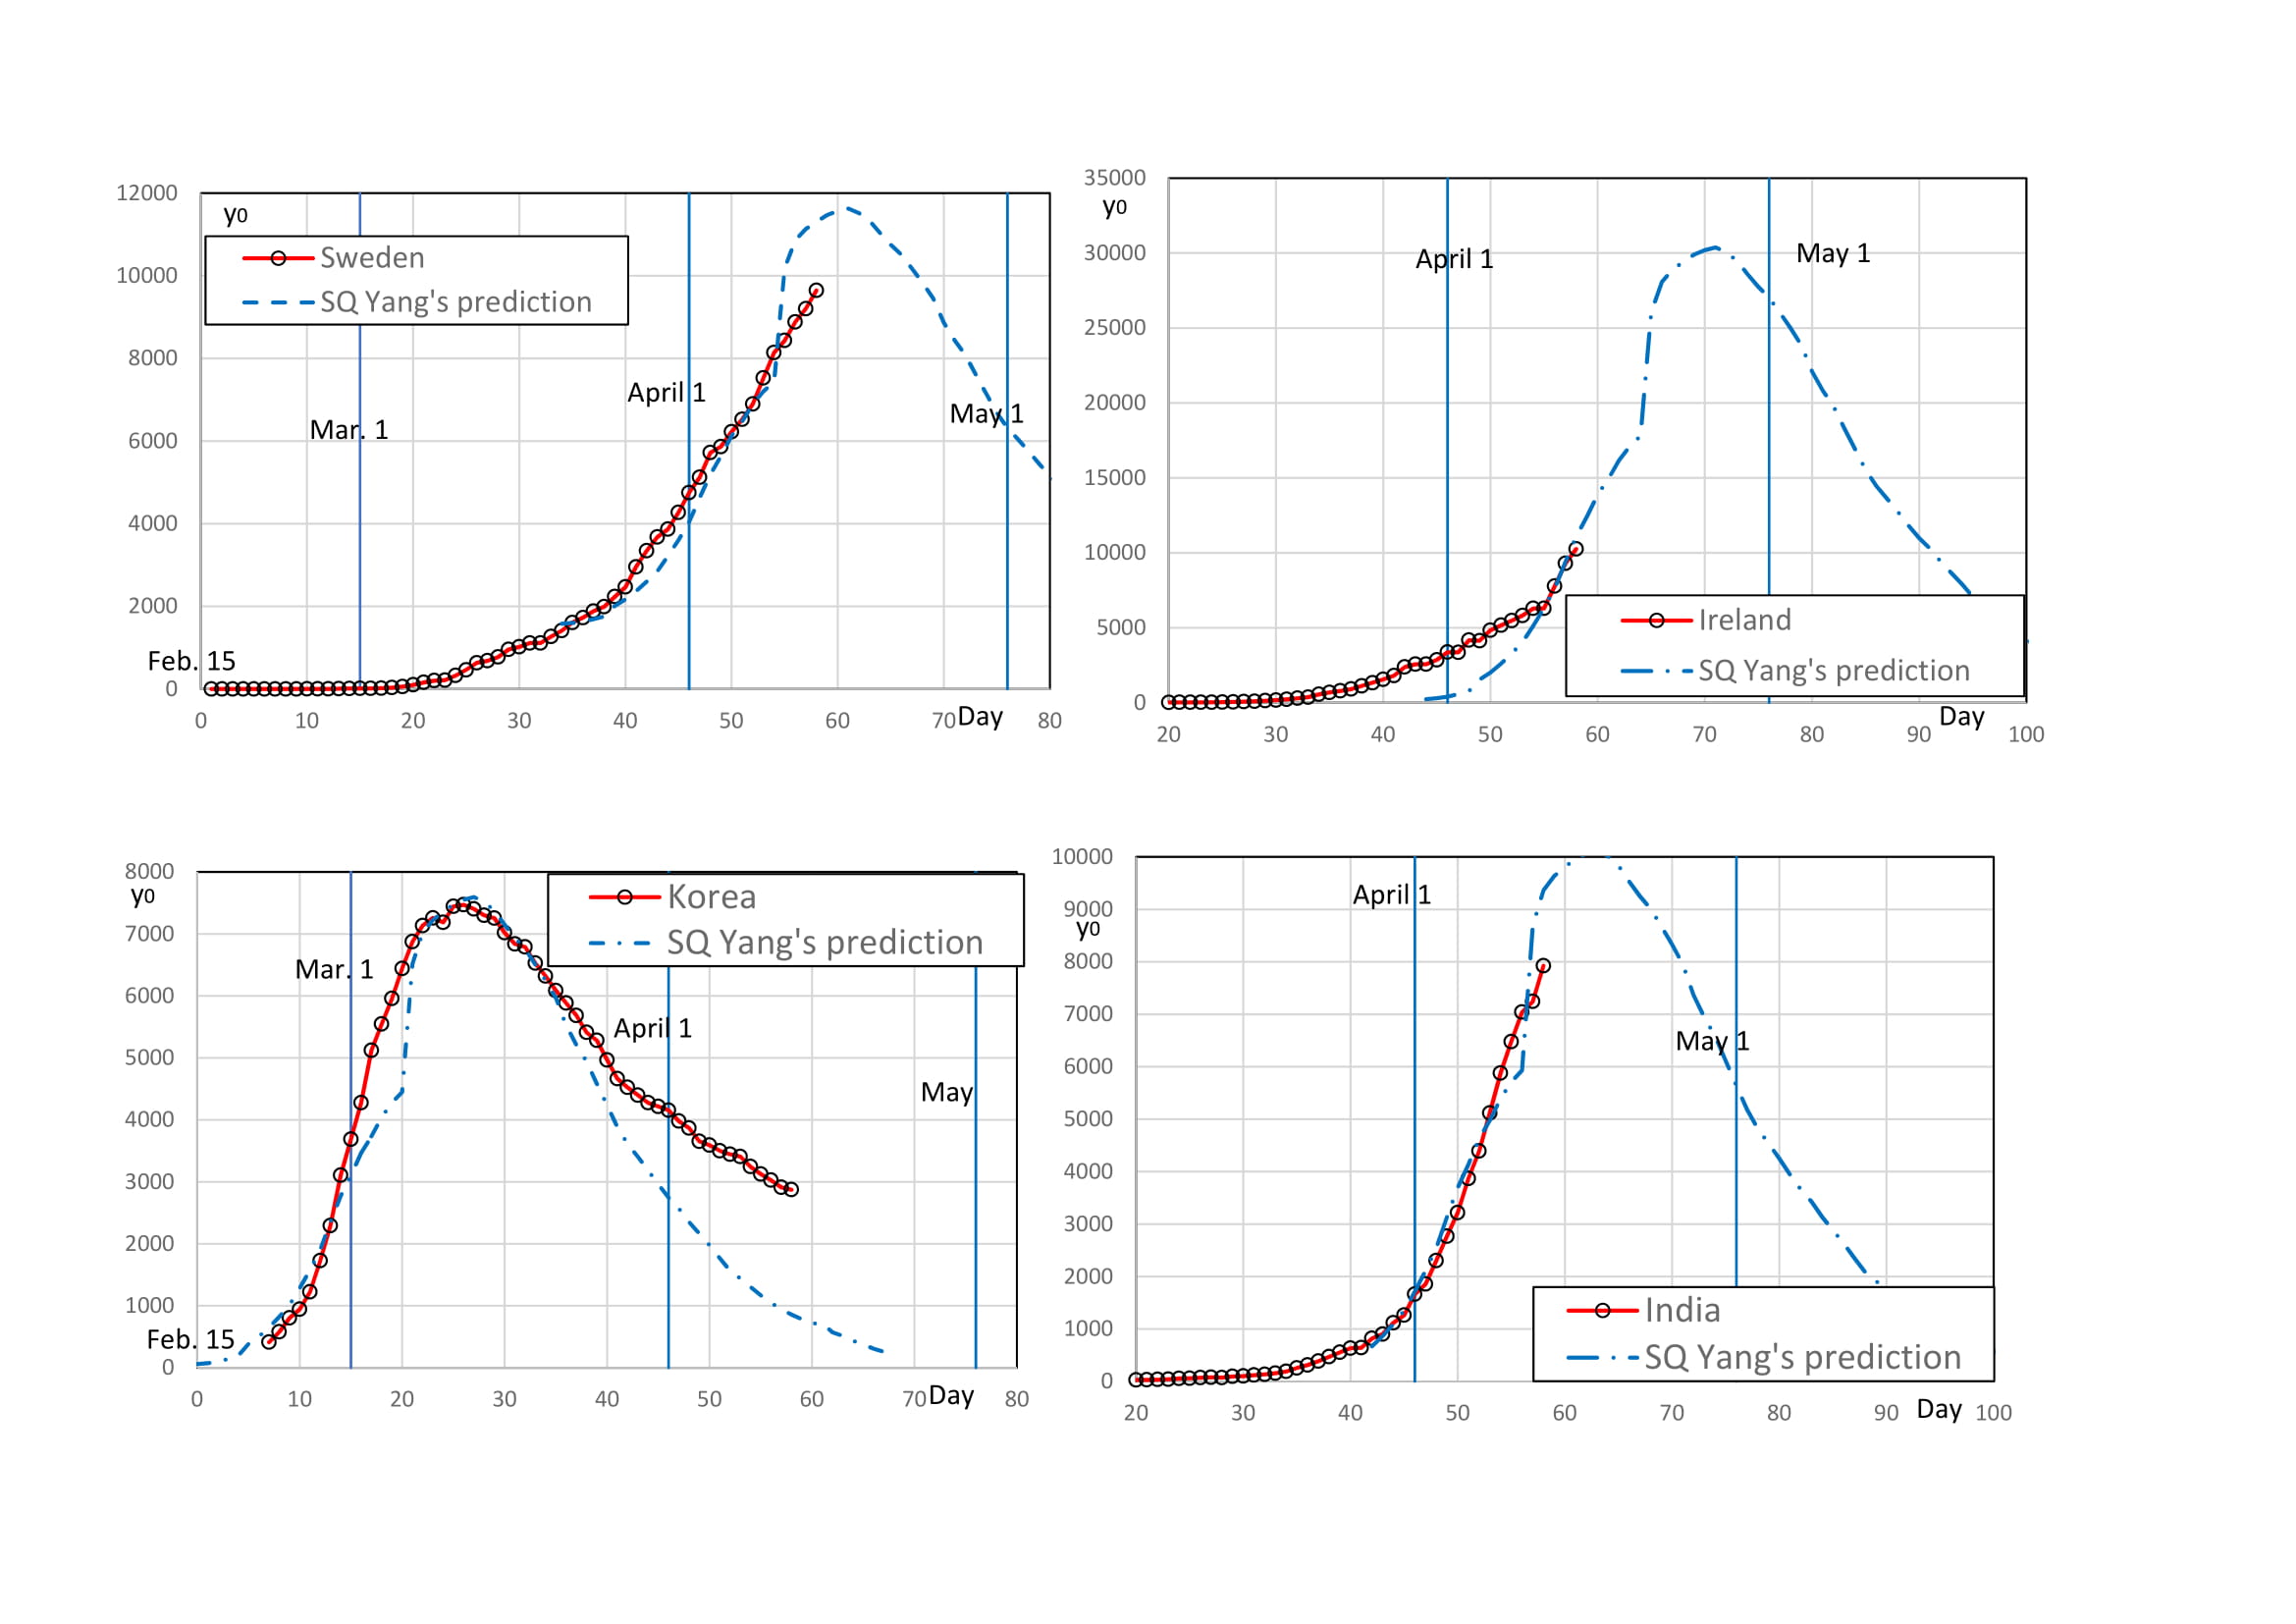 12000
y0
Sweden
SQ Yang's prediction
10000
8000
April 1
May 1
Mar. 1
6000
4000
2000
Feb. 15
0
0 10 20 30 40 50 60 70 Day 80
35000
y0
April 1
May 1
30000
25000
20000
15000
10000
5000
Ireland
SQ Yang's prediction
0
Day
20 30 40 50 60 70 80 90 100
8000
y0
Korea
SQ Yang's prediction
7000
Mar. 1
6000
April 1
5000
May
4000
3000
2000
1000
Feb. 15
0
0 10 20 30 40 50 60 70 Day 80
10000
April 1
9000
y0
8000
7000
May 1
6000
5000
4000
3000
2000
India
1000
SQ Yang's prediction
0
20 30 40 50 60 70 80 90 Day 100